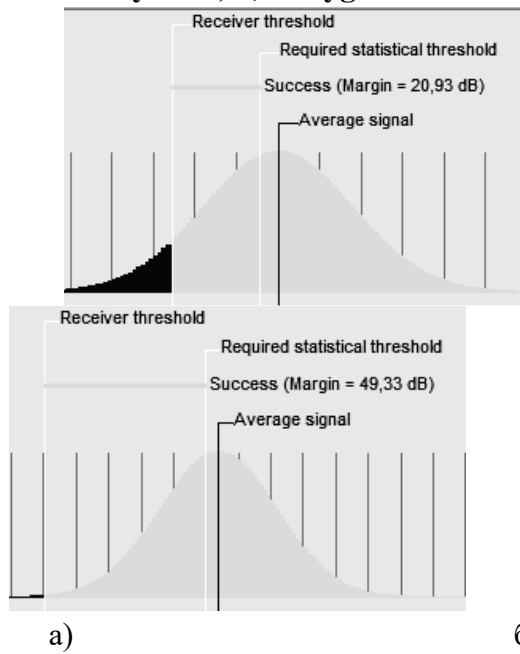 Receiver threshold
Required statistical threshold
Success (Margin = 20,93 dB)
Average signal
Receiver threshold
Required statistical threshold
Success (Margin = 49,33 dB)
Average signal
а)